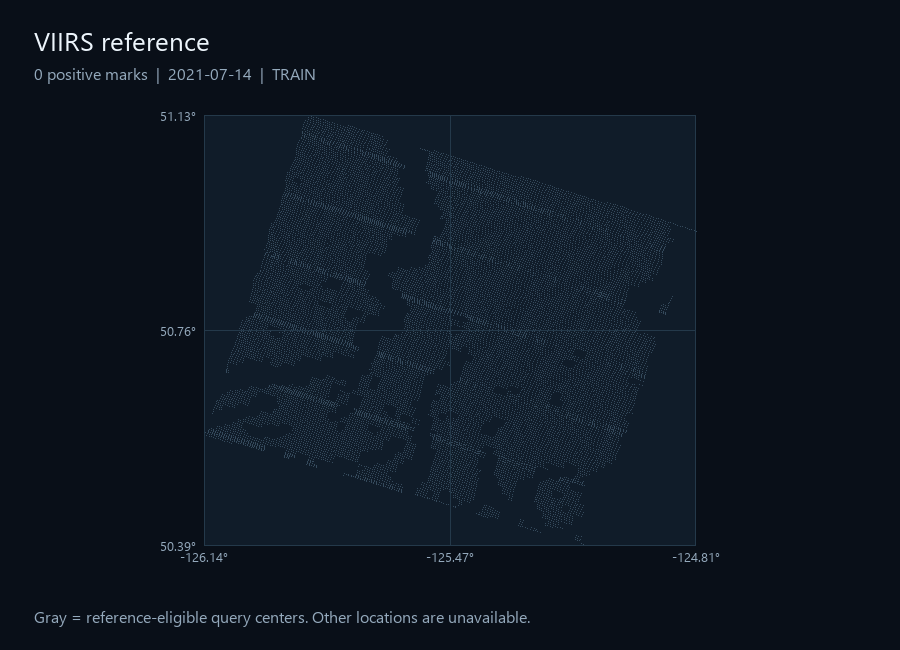 VIIRS reference
0 positive marks | 2021-07-14 | TRAIN
51.13°
50.76°
50.39°
-126.14°
-125.47°
-124.81°
Gray = reference-eligible query centers. Other locations are unavailable.